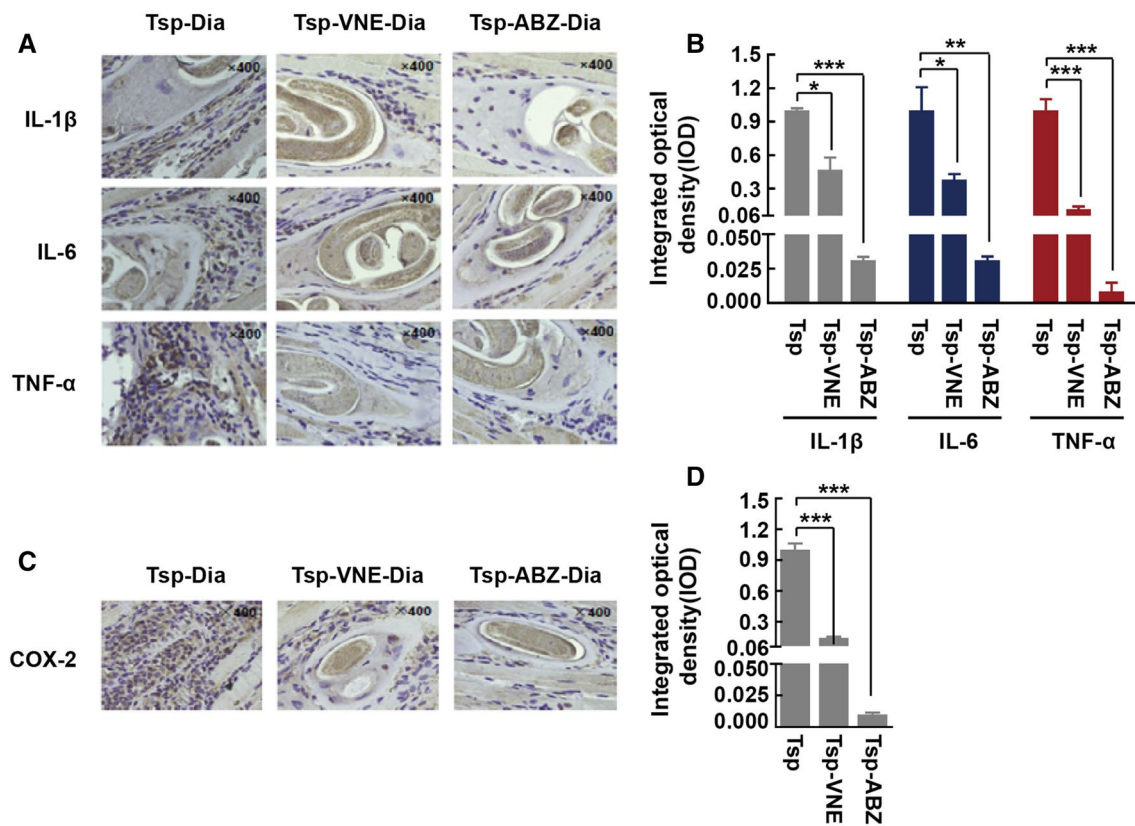 A
Tsp-Dia Tsp-VNE-Dia Tsp-ABZ-Dia
IL-1β
×400 ×400 ×400
IL-6
×400 ×400 ×400
TNF-α
×400 ×400 ×400
B
Integrated optical
density(IOD)
1.5
1.2
0.9
0.6
0.3
0.06
0.050
0.025
0.000
*** * ** * *** ***
Tsp Tsp-VNE Tsp-ABZ Tsp Tsp-VNE Tsp-ABZ Tsp Tsp-VNE Tsp-ABZ
IL-1β IL-6 TNF-α
C
Tsp-Dia Tsp-VNE-Dia Tsp-ABZ-Dia
COX-2
×400 ×400 ×400
D
Integrated optical
density(IOD)
1.5
1.2
0.9
0.6
0.3
0.06
0.050
0.025
0.000
***
***
Tsp Tsp-VNE Tsp-ABZ